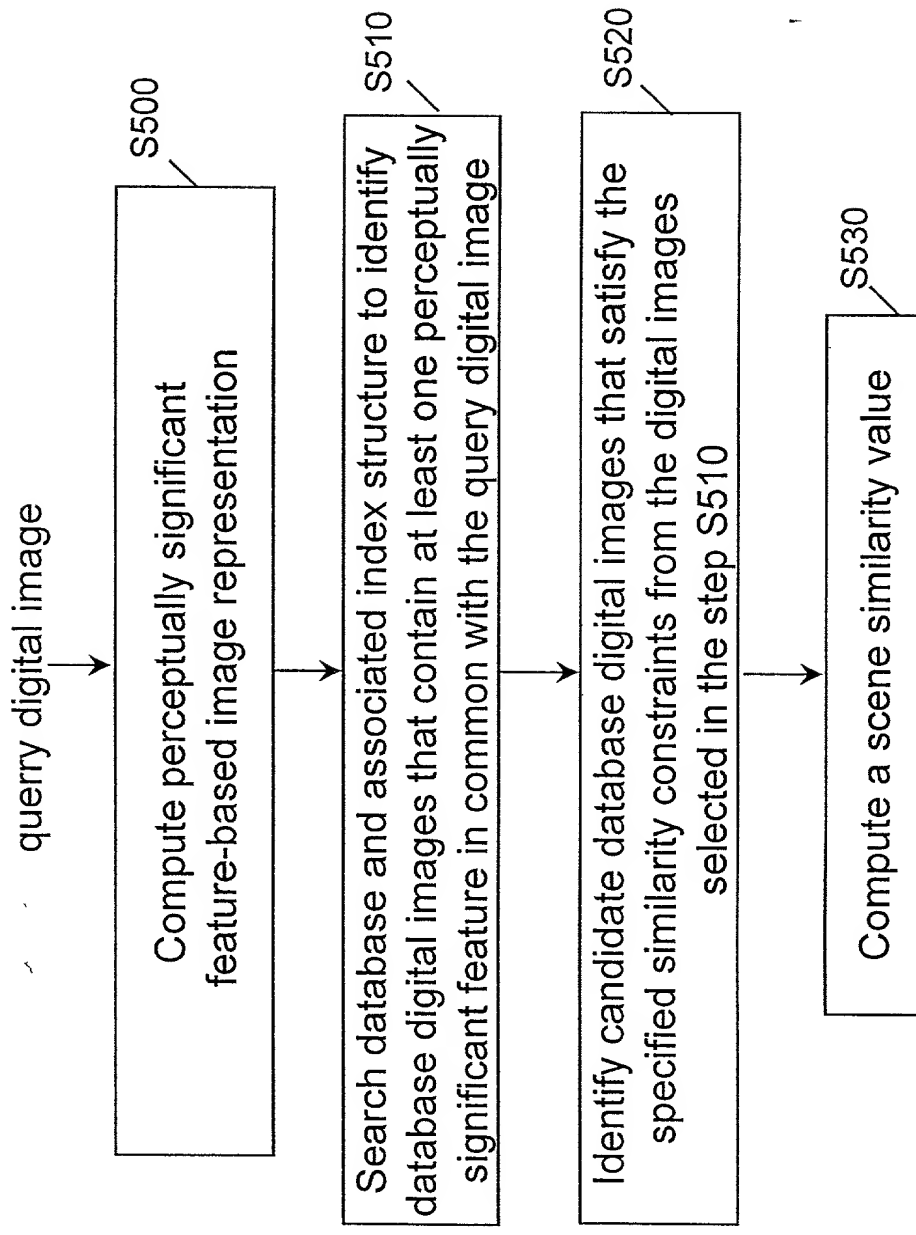 querry digital image
S500
Compute perceptually significant
feature-based image representation
S510
Search database and associated index structure to identify
database digital images that contain at least one perceptually
significant feature in common with the query digital image
S520
Identify candidate database digital images that satisfy the
specified similarity constraints from the digital images
selected in the step S510
S530
Compute a scene similarity value